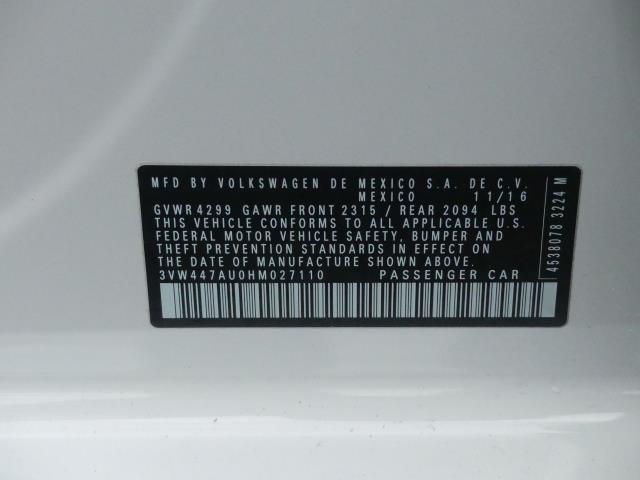 MFD BY VOLKSWAGEN DE MEXICO S.A. DE C.V.
MEXICO 11/16
GVWR 4299 GAWR FRONT 2315 / REAR 2094 LBS
THIS VEHICLE CONFORMS TO ALL APPLICABLE U.S.
FEDERAL MOTOR VEHICLE SAFETY, BUMPER AND
THEFT PREVENTION STANDARDS IN EFFECT ON
THE DATE OF MANUFACTURE SHOWN ABOVE.
3VW447AU0HM027110 PASSENGER CAR
4538078 3224 M